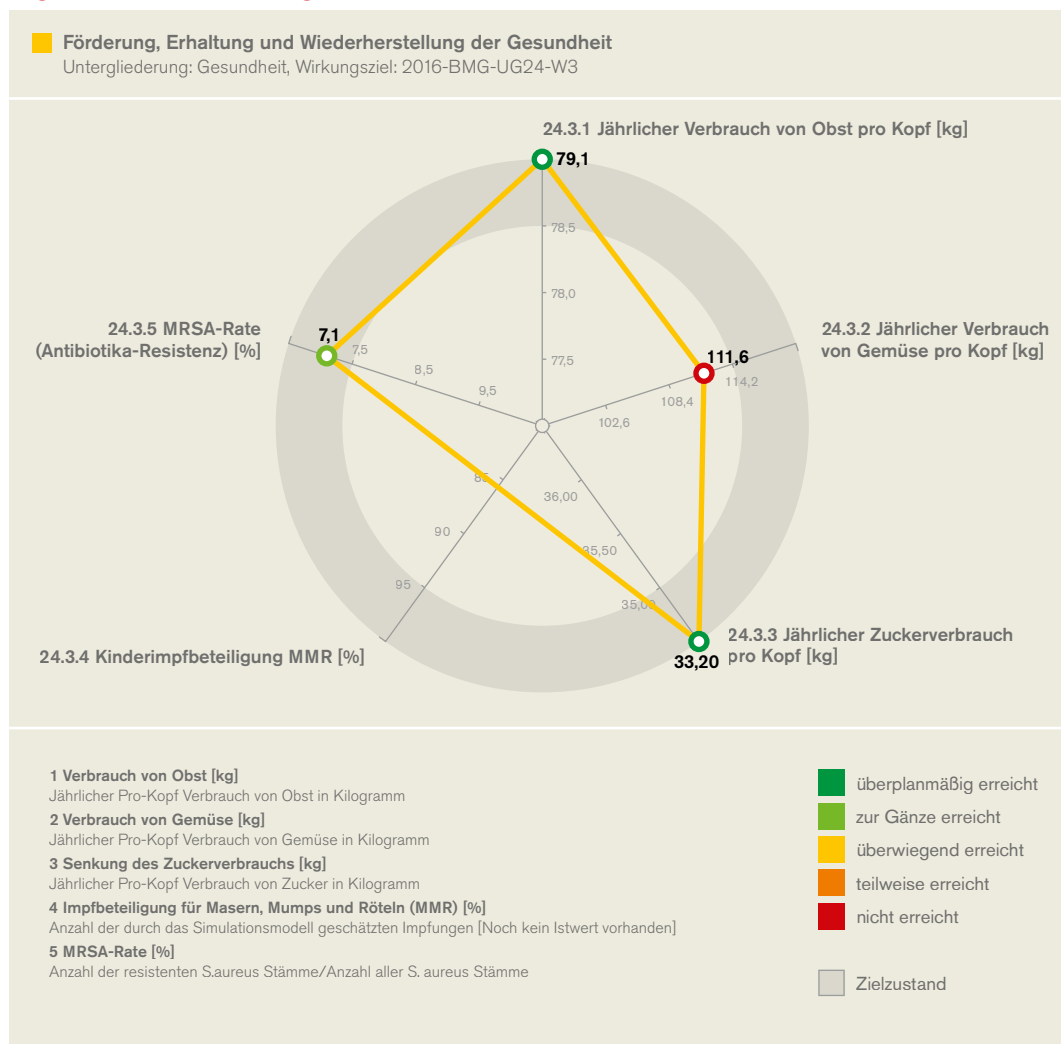 Förderung, Erhaltung und Wiederherstellung der Gesundheit
Untergliederung: Gesundheit, Wirkungsziel: 2016-BMG-UG24-W3
24.3.1 Jährlicher Verbrauch von Obst pro Kopf [kg]
79,1
78,5
78,0
77,5
24.3.2 Jährlicher Verbrauch
von Gemüse pro Kopf [kg]
111,6
114,2
108,4
102,6
24.3.3 Jährlicher Zuckerverbrauch
pro Kopf [kg]
33,20
36,00
35,50
35,00
24.3.4 Kinderimpfbeteiligung MMR [%]
85
90
95
24.3.5 MRSA-Rate
(Antibiotika-Resistenz) [%]
7,1
7,5
8,5
9,5
1 Verbrauch von Obst [kg]
Jährlicher Pro-Kopf Verbrauch von Obst in Kilogramm
2 Verbrauch von Gemüse [kg]
Jährlicher Pro-Kopf Verbrauch von Gemüse in Kilogramm
3 Senkung des Zuckerverbrauchs [kg]
Jährlicher Pro-Kopf Verbrauch von Zucker in Kilogramm
4 Impfbeteiligung für Masern, Mumps und Röteln (MMR) [%]
Anzahl der durch das Simulationsmodell geschätzten Impfungen [Noch kein Istwert vorhanden]
5 MRSA-Rate [%]
Anzahl der resistenten S.aureus Stämme/Anzahl aller S. aureus Stämme
überplanmäßig erreicht
zur Gänze erreicht
überwiegend erreicht
teilweise erreicht
nicht erreicht
Zielzustand